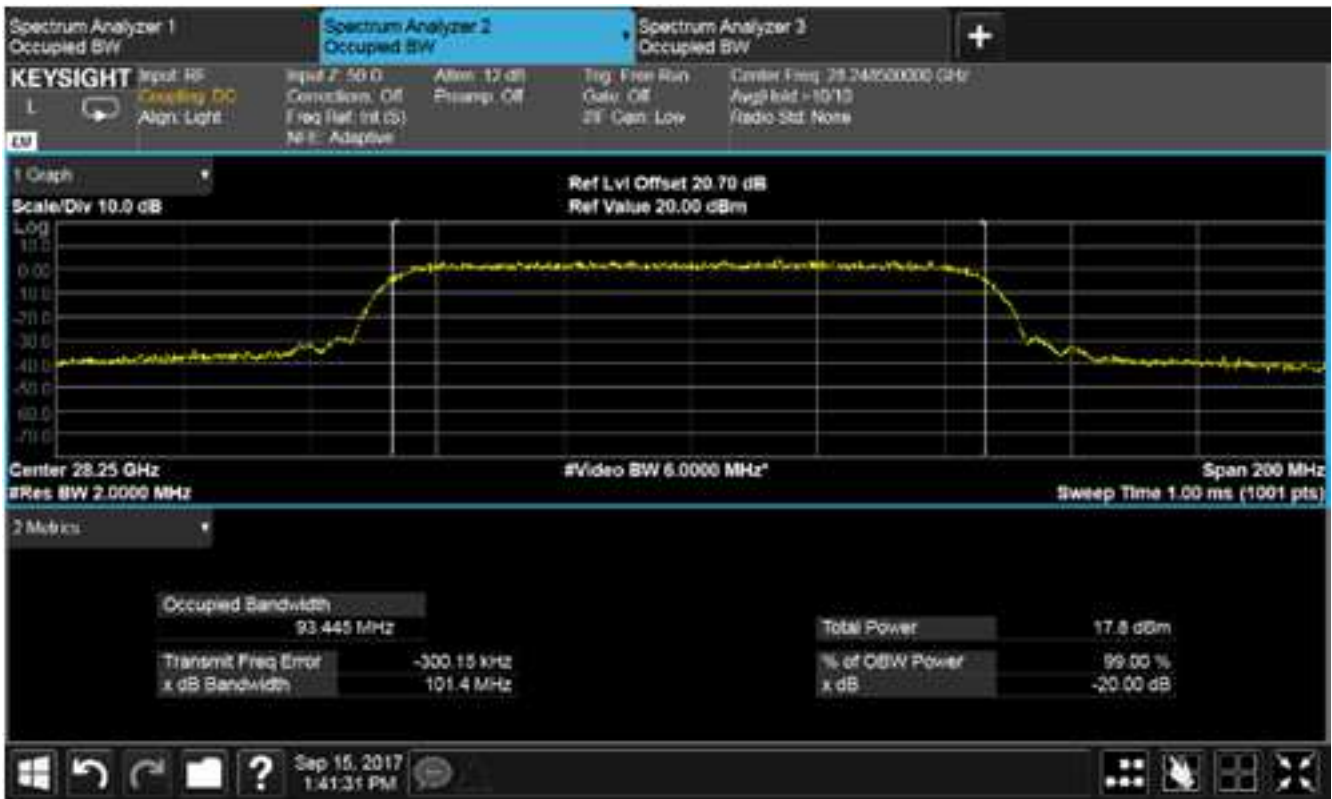 Spectrum Analyzer 1
Occupied BW
Spectrum Analyzer 2
Occupied BW
Spectrum Analyzer 3
Occupied BW
KEYSIGHT
L
Input: RF
Coupling: DC
Align: Light
Input Z: 50 Ω
Corrections: Off
Freq Ref: Int (S)
NFE: Adaptive
Atten: 12 dB
Preamp: Off
Trig: Free Run
Gate: Off
#IF Gain: Low
Center Freq: 28.248500000 GHz
Avg|Hold: 10/10
Radio Std: None
1 Graph
Scale/Div 10.0 dB
Ref Lvl Offset 20.70 dB
Ref Value 20.00 dBm
Log
10.0
0.00
-10.0
-20.0
-30.0
-40.0
-50.0
-60.0
-70.0
Center 28.25 GHz
#Video BW 6.0000 MHz*
Span 200 MHz
#Res BW 2.0000 MHz
Sweep Time 1.00 ms (1001 pts)
2 Metrics
Occupied Bandwidth
93.445 MHz
Total Power 17.8 dBm
Transmit Freq Error -300.15 kHz
% of OBW Power 99.00 %
x dB Bandwidth 101.4 MHz
x dB -20.00 dB
?
Sep 15, 2017
1:41:31 PM